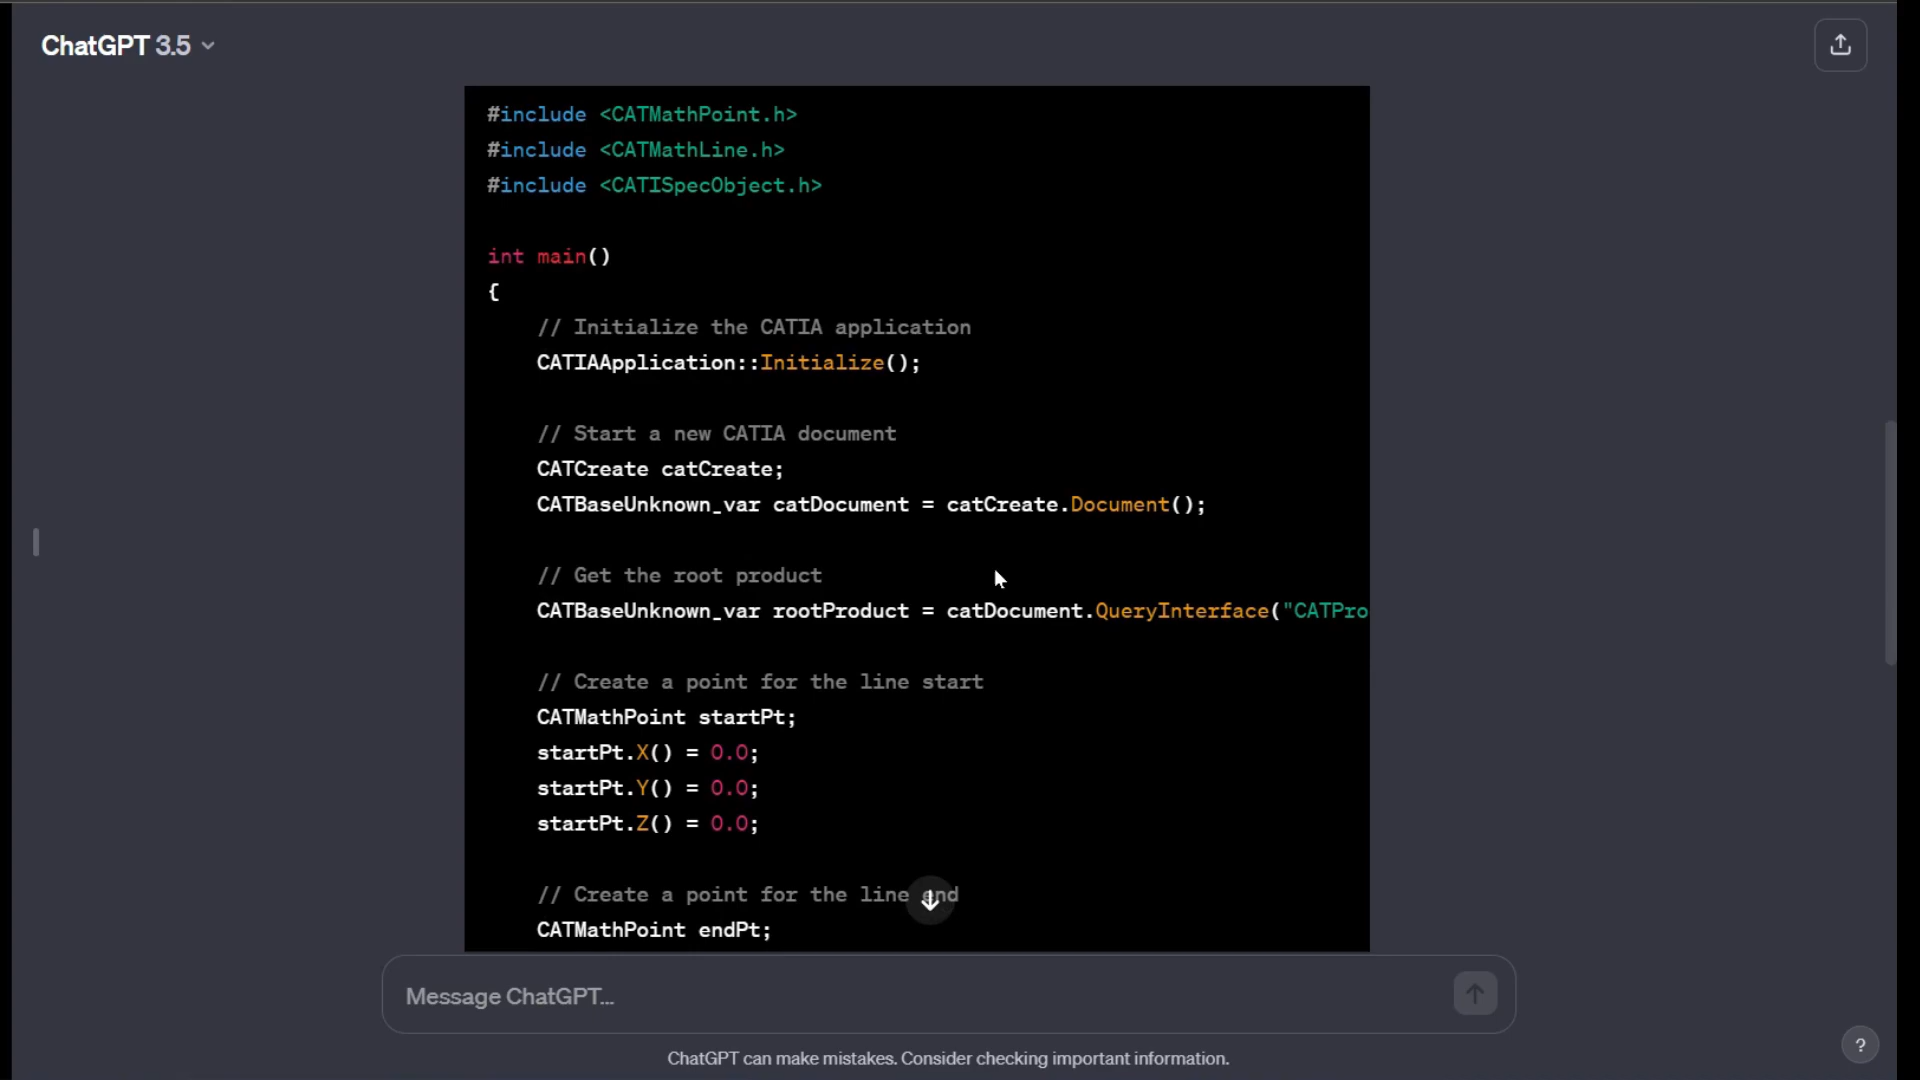 ChatGPT 3.5
#include <CATMathPoint.h>
#include <CATMathLine.h>
#include <CATISpecObject.h>
int main()
{
// Initialize the CATIA application
CATIAApplication::Initialize();
// Start a new CATIA document
CATCreate catCreate;
CATBaseUnknown_var catDocument = catCreate.Document();
// Get the root product
CATBaseUnknown_var rootProduct = catDocument.QueryInterface("CATPro
// Create a point for the line start
CATMathPoint startPt;
startPt.X() = 0.0;
startPt.Y() = 0.0;
startPt.Z() = 0.0;
// Create a point for the line end
CATMathPoint endPt;
Message ChatGPT...
ChatGPT can make mistakes. Consider checking important information.
?